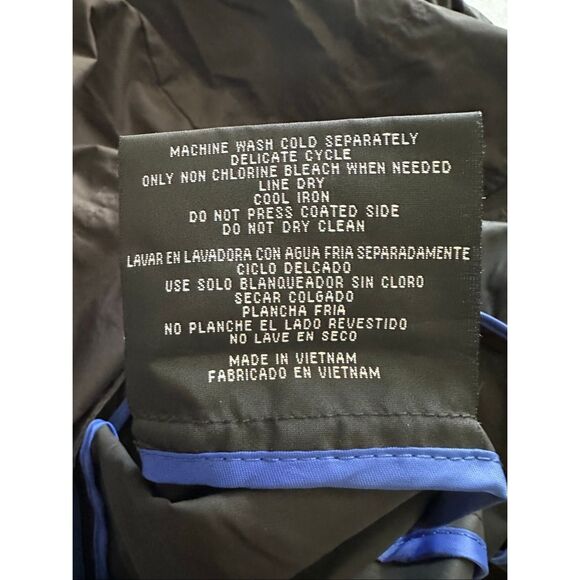 MACHINE WASH COLD SEPARATELY
DELICATE CYCLE
ONLY NON CHLORINE BLEACH WHEN NEEDED
LINE DRY
COOL IRON
DO NOT PRESS COATED SIDE
DO NOT DRY CLEAN
LAVAR EN LAVADORA CON AGUA FRIA SEPARADAMENTE
CICLO DELCADO
USE SOLO BLANQUEADOR SIN CLORO
SECAR COLGADO
PLANCHA FRIA
NO PLANCHE EL LADO REVESTIDO
NO LAVE EN SECO
MADE IN VIETNAM
FABRICADO EN VIETNAM